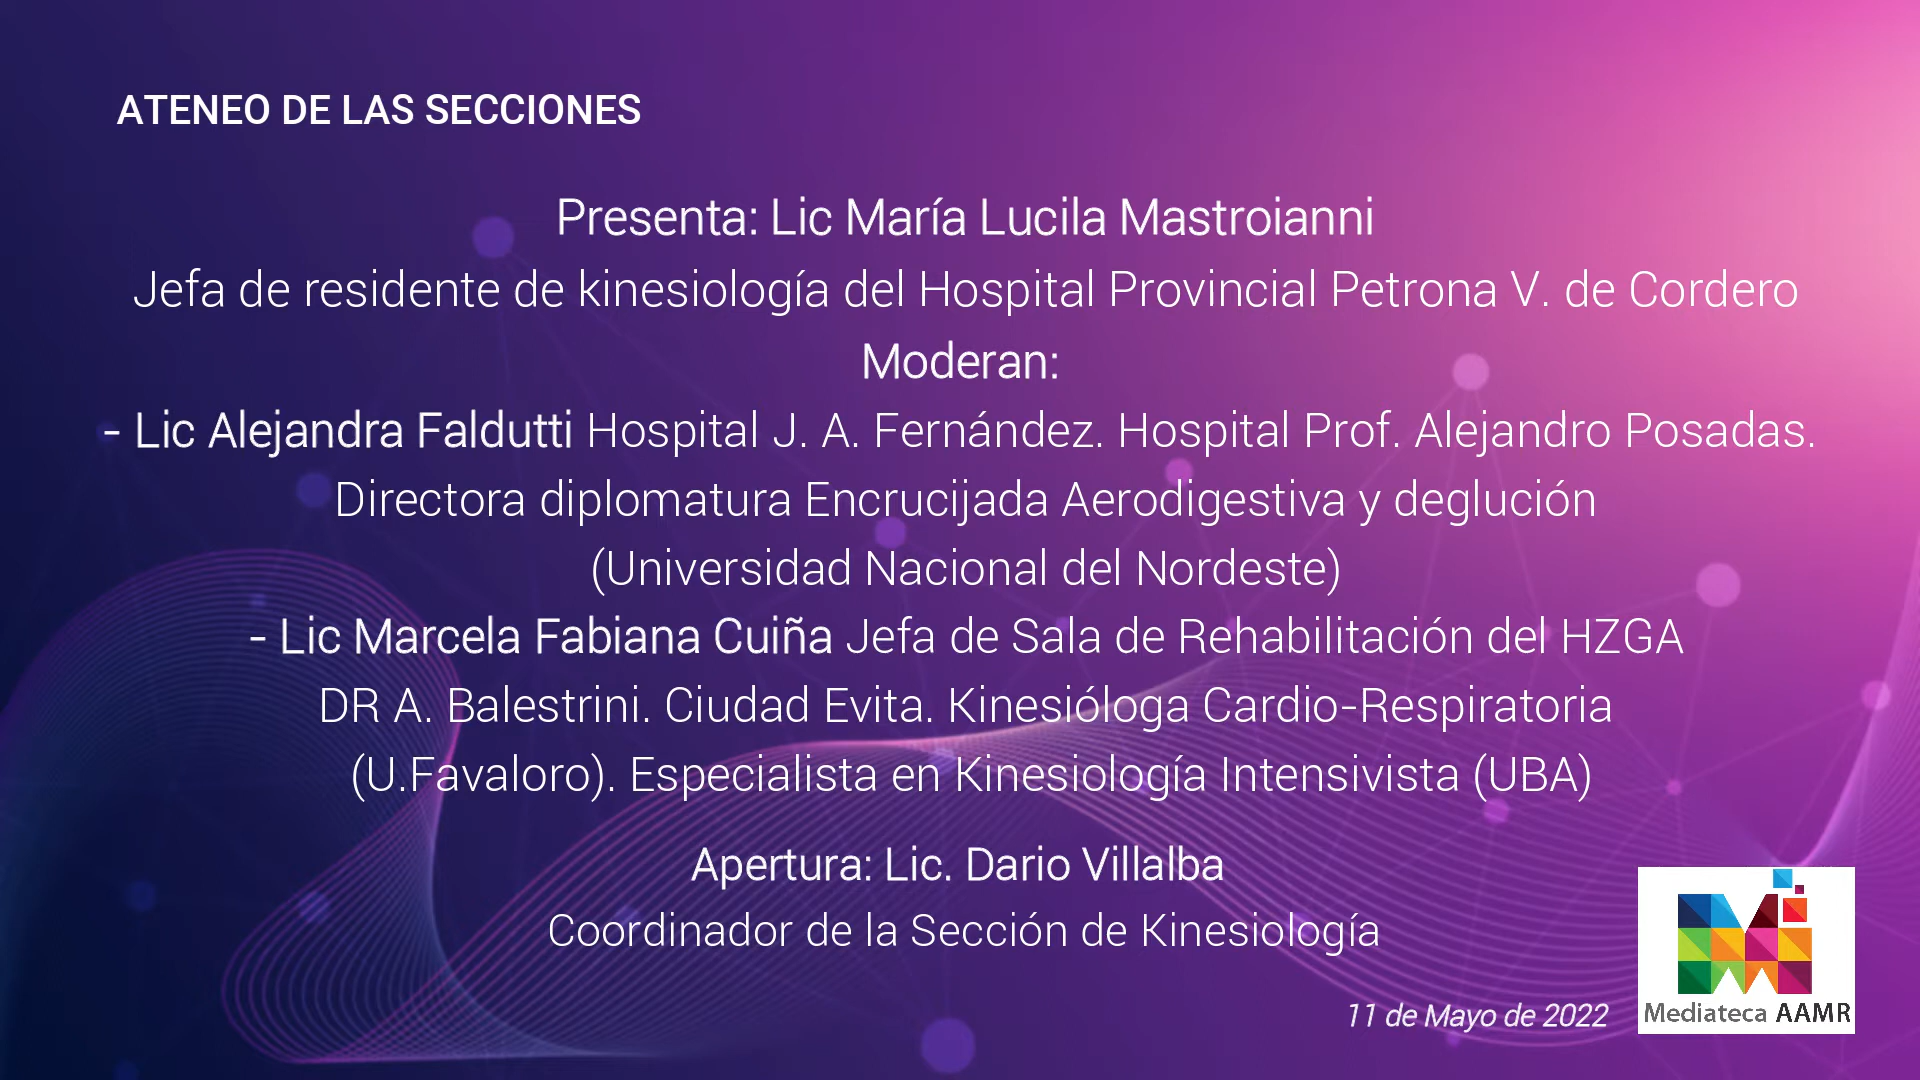 ATENEO DE LAS SECCIONES
Presenta: Lic María Lucila Mastroianni
Jefa de residente de kinesiología del Hospital Provincial Petrona V. de Cordero
Moderan:
- Lic Alejandra Faldutti Hospital J. A. Fernández. Hospital Prof. Alejandro Posadas.
Directora diplomatura Encrucijada Aerodigestiva y deglución
(Universidad Nacional del Nordeste)
- Lic Marcela Fabiana Cuiña Jefa de Sala de Rehabilitación del HZGA
DR A. Balestrini. Ciudad Evita. Kinesióloga Cardio-Respiratoria
(U.Favaloro). Especialista en Kinesiología Intensivista (UBA)
Apertura: Lic. Dario Villalba
Coordinador de la Sección de Kinesiología
11 de Mayo de 2022
Mediateca AAMR